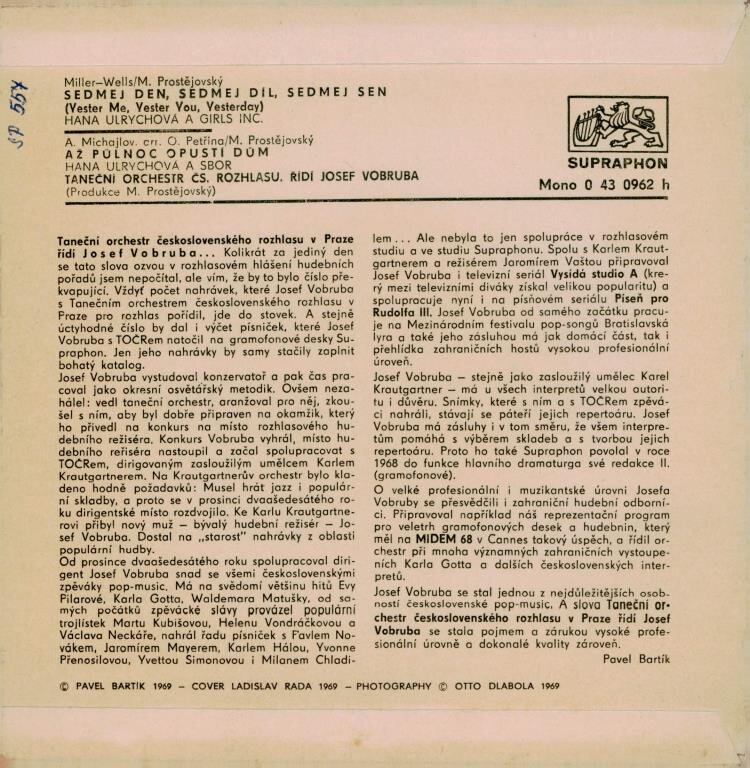 SP 557
Miller–Wells/M. Prostějovský
SEDMEJ DEN, SEDMEJ DÍL, SEDMEJ SEN
(Yester Me, Yester You, Yesterday)
HANA ULRYCHOVÁ A GIRLS INC.
A. Michajlov, arr. O. Petřina/M. Prostějovský
AŽ PŮLNOC OPUSTÍ DŮM
HANA ULRYCHOVÁ A SBOR
TANEČNÍ ORCHESTR ČS. ROZHLASU, ŘÍDÍ JOSEF VOBRUBA
(Produkce M. Prostějovský)
SUPRAPHON
Mono 0 43 0962 h
Taneční orchestr československého rozhlasu v Praze
řídí Josef Vobruba... Kolikrát za jediný den
se tato slova ozvou v rozhlasovém hlášení hudebních
pořadů jsem nepočítal, ale vím, že by to bylo číslo pře-
kvapující. Vždyť počet nahrávek, které Josef Vobruba
s Tanečním orchestrem československého rozhlasu v
Praze pro rozhlas pořídil, jde do stovek. A stejně
úctyhodné číslo by dal i výčet písniček, které Josef
Vobruba s TOČRem natočil na gramofonové desky Su-
praphon. Jen jeho nahrávky by samy stačily zaplnit
bohatý katalog.
Josef Vobruba vystudoval konzervatoř a pak čas pra-
coval jako okresní osvětářský metodik. Ovšem neza-
hálel: vedl taneční orchestr, aranžoval pro něj, zkou-
šel s ním, aby byl dobře připraven na okamžik, který
ho přivedl na konkurs na místo rozhlasového hu-
debního režiséra. Konkurs Vobruba vyhrál, místo hu-
debního reřiséra nastoupil a začal spolupracovat s
TOČRem, dirigovaným zasloužilým umělcem Karlem
Krautgartnerem. Na Krautgartnerův orchestr bylo kla-
deno hodně požadavků: Musel hrát jazz i populár-
ní skladby, a proto se v prosinci dvaašedesátého ro-
ku dirigentské místo rozdvojilo. Ke Karlu Krautgartne-
rovi přibyl nový muž – bývalý hudební režisér – Jo-
sef Vobruba. Dostal na „starost" nahrávky z oblasti
populární hudby.
Od prosince dvaašedesátého roku spolupracoval diri-
gent Josef Vobruba snad se všemi československými
zpěváky pop-music. Má na svědomí většinu hitů Evy
Pilarové, Karla Gotta, Waldemara Matušky, od sa-
mých počátků zpěvácké slávy provázel populární
trojlístek Martu Kubišovou, Helenu Vondráčkovou a
Václava Neckáře, nahrál řadu písniček s Pavlem No-
vákem, Jaromírem Mayerem, Karlem Hálou, Yvonne
Přenosilovou, Yvettou Simonovou i Milanem Chladi-
lem... Ale nebyla to jen spolupráce v rozhlasovém
studiu a ve studiu Supraphonu. Spolu s Karlem Kraut-
gartnerem a režisérem Jaromírem Vaštou připravoval
Josef Vobruba i televizní seriál Vysílá studio A (kte-
rý mezi televizními diváky získal velikou popularitu) a
spolupracuje nyní i na písňovém seriálu Píseň pro
Rudolfa III. Josef Vobruba od samého začátku pracu-
je na Mezinárodním festivalu pop-songů Bratislavská
lyra a také jeho zásluhou má jak domácí část, tak i
přehlídka zahraničních hostů vysokou profesionální
úroveň.
Josef Vobruba – stejně jako zasloužilý umělec Karel
Krautgartner – má u všech interpretů velkou autori-
tu i důvěru. Snímky, které s ním a s TOČRem zpěvá-
ci nahráli, stávají se páteří jejich repertoáru. Josef
Vobruba má zásluhy i v tom směru, že všem interpre-
tům pomáhá s výběrem skladeb a s tvorbou jejich
repertoáru. Proto ho také Supraphon povolal v roce
1968 do funkce hlavního dramaturga své redakce II.
(gramofonové).
O velké profesionální i muzikantské úrovni Josefa
Vobruby se přesvědčili i zahraniční hudební odborní-
ci. Připravoval například náš reprezentační program
pro veletrh gramofonových desek a hudebnin, který
měl na MIDEM 68 v Cannes takový úspěch, a řídil or-
chestr při mnoha významných zahraničních vystoupe-
ních Karla Gotta a dalších československých inter-
pretů.
Josef Vobruba se stal jednou z nejdůležitějších osob-
ností československé pop-music. A slova Taneční or-
chestr československého rozhlasu v Praze řídí Josef
Vobruba se stala pojmem a zárukou vysoké profe-
sionální úrovně a dokonalé kvality zároveň.
Pavel Bartík
© PAVEL BARTÍK 1969 – COVER LADISLAV RADA 1969 – PHOTOGRAPHY © OTTO DLABOLA 1969